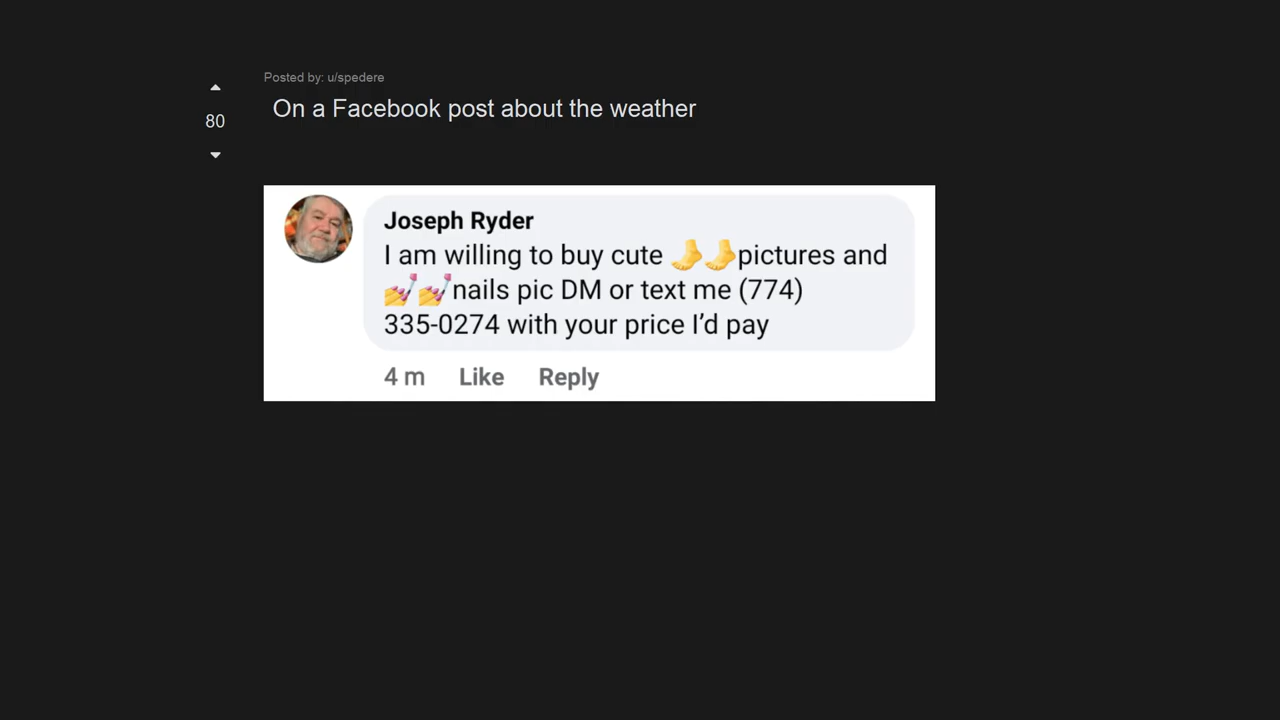 Posted by: u/spedere
On a Facebook post about the weather
80
Joseph Ryder
I am willing to buy cute 🦶🦶pictures and
💅💅nails pic DM or text me (774)
335-0274 with your price I’d pay
4 m Like Reply